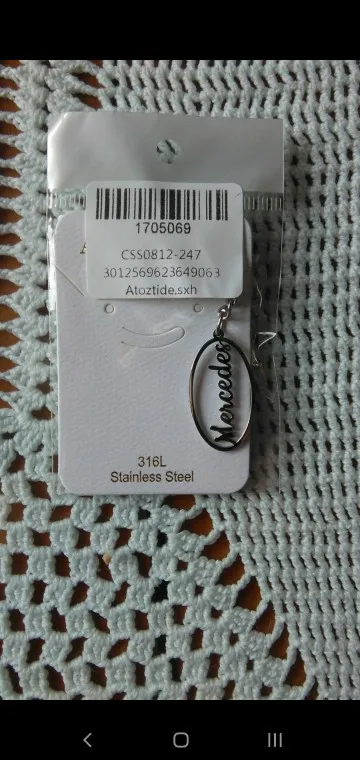 1705069
CSS0812-247
3012569623649063
Atoztide.sxh
Mercedes
316L
Stainless Steel